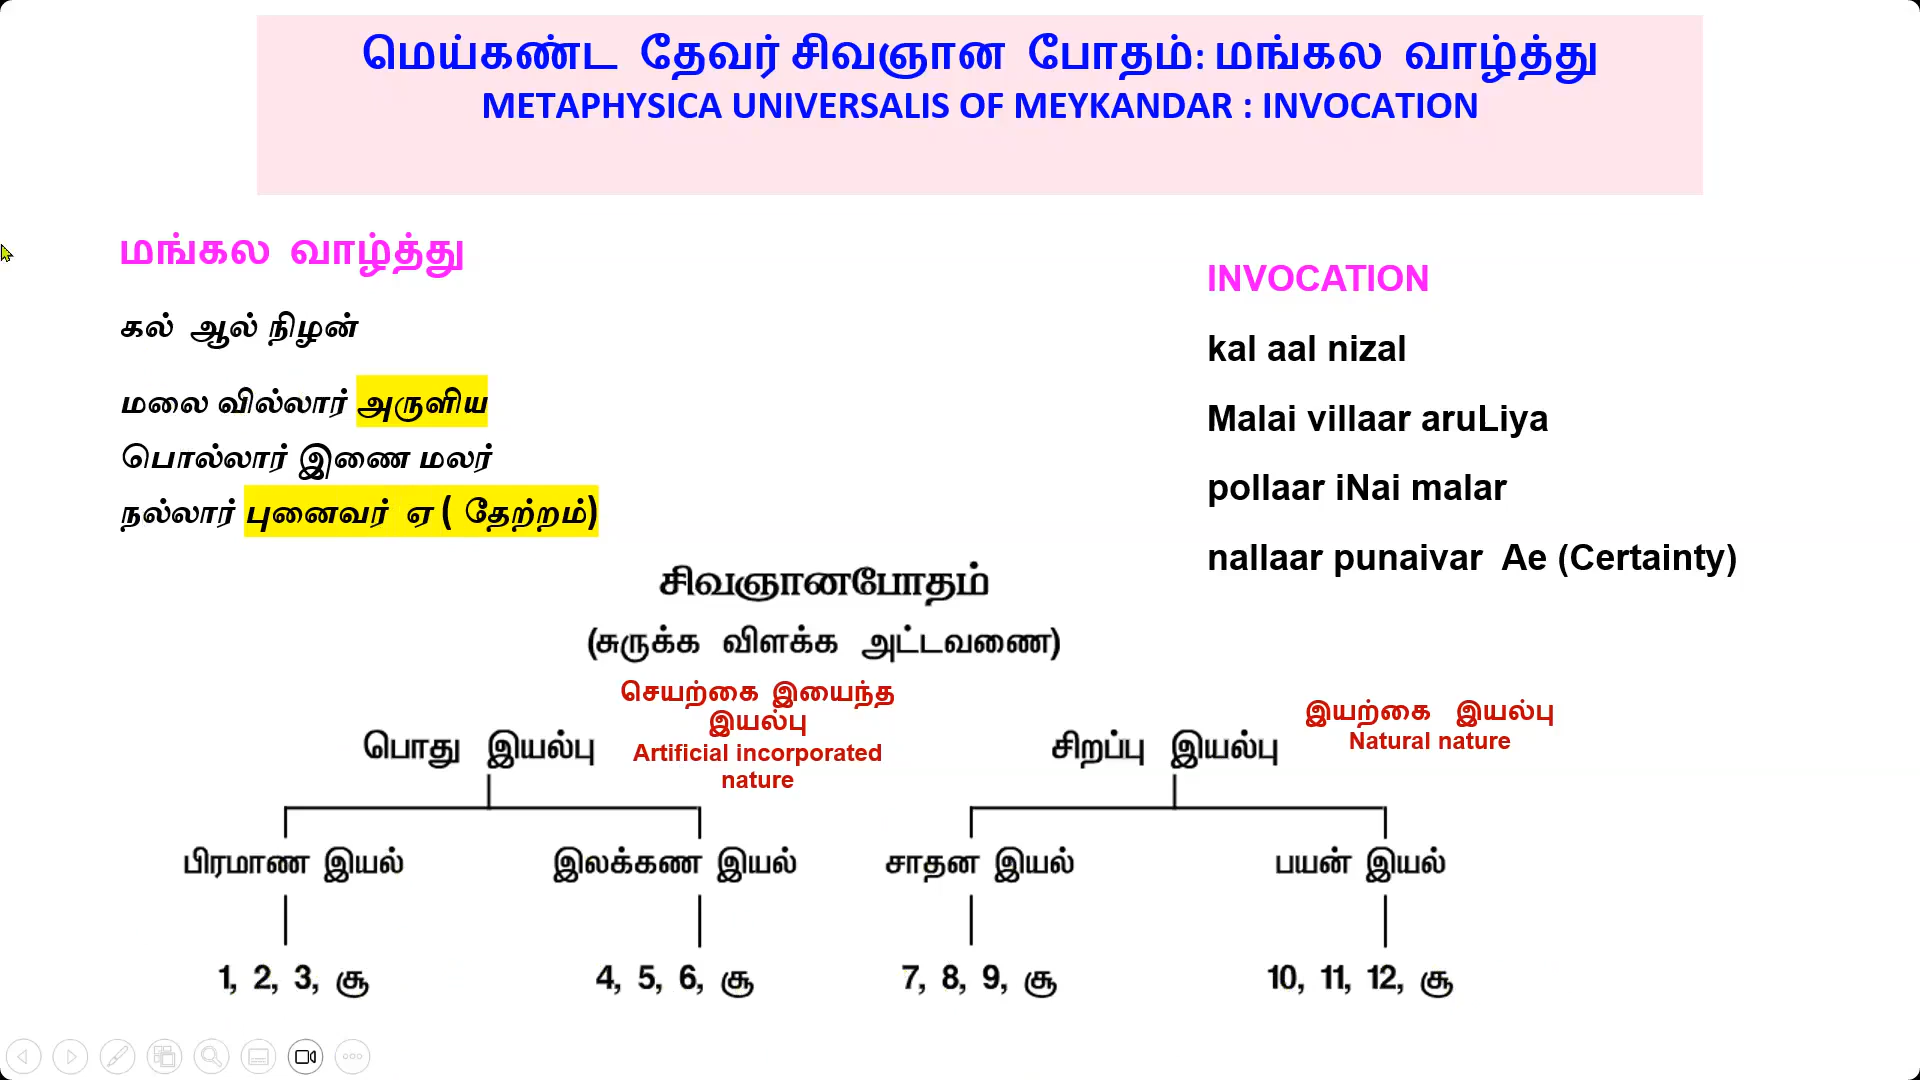 மெய்கண்ட தேவர் சிவஞான போதம்: மங்கல வாழ்த்து
METAPHYSICA UNIVERSALIS OF MEYKANDAR : INVOCATION
மங்கல வாழ்த்து
கல் ஆல் நிழன்
மலை வில்லார் அருளிய
பொல்லார் இணை மலர்
நல்லார் புனைவர் ஏ ( தேற்றம்)
INVOCATION
kal aal nizal
Malai villaar aruLiya
pollaar iNai malar
nallaar punaivar Ae (Certainty)
சிவஞானபோதம்
(சுருக்க விளக்க அட்டவணை)
பொது இயல்பு
செயற்கை இயைந்த
இயல்பு
Artificial incorporated
nature
சிறப்பு இயல்பு
இயற்கை இயல்பு
Natural nature
பிரமாண இயல்
இலக்கண இயல்
சாதன இயல்
பயன் இயல்
1, 2, 3, சூ
4, 5, 6, சூ
7, 8, 9, சூ
10, 11, 12, சூ